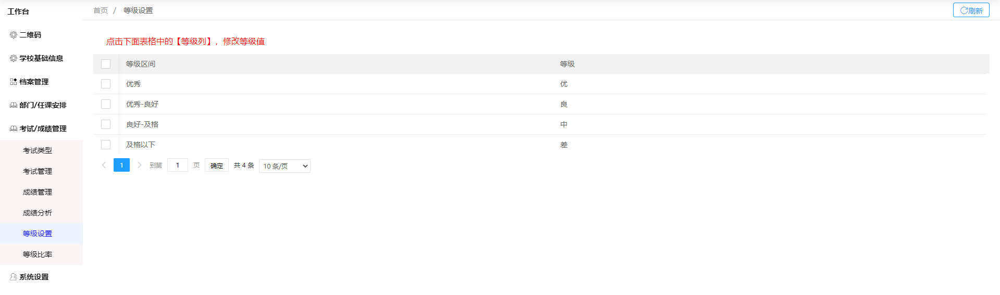 工作台
二维码
学校基础信息
档案管理
部门/任课安排
考试/成绩管理
考试类型
考试管理
成绩管理
成绩分析
等级设置
等级比率
系统设置
首页 / 等级设置
刷新
点击下面表格中的【等级列】，修改等级值
等级区间 等级
优秀 优
优秀-良好 良
良好-及格 中
及格以下 差
1 到第 1 页 确定 共 4 条 10 条/页